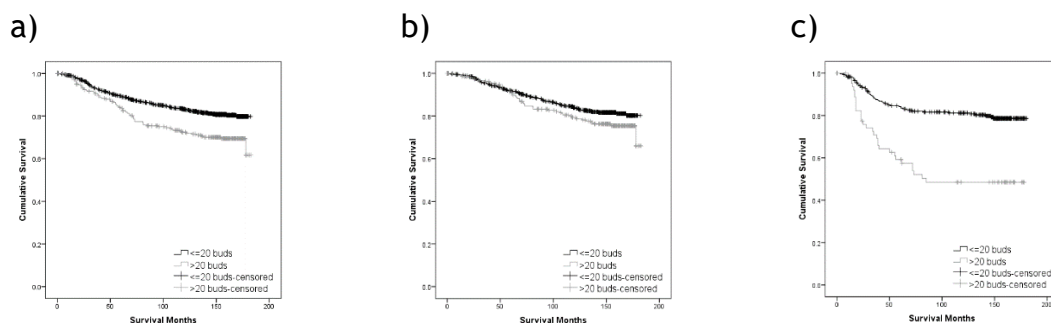 a)
b)
c)
Cumulative Survival
1.0
0.8
0.6
0.4
0.2
0.0
<=20 buds
>20 buds
<=20 buds-censored
>20 buds-censored
0 50 100 150 200
Survival Months
Cumulative Survival
1.0
0.8
0.6
0.4
0.2
0.0
<=20 buds
>20 buds
<=20 buds-censored
>20 buds-censored
0 50 100 150 200
Survival Months
Cumulative Survival
1.0
0.8
0.6
0.4
0.2
0.0
<=20 buds
>20 buds
<=20 buds-censored
>20 buds-censored
0 50 100 150 200
Survival Months